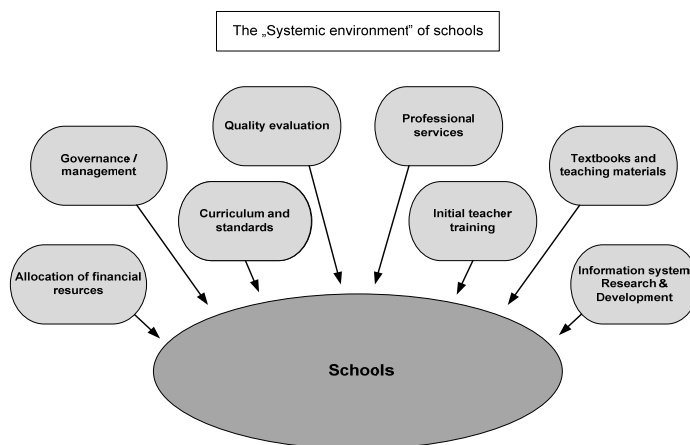 The „Systemic environment” of schools
Quality evaluation
Professional
services
Governance /
management
Textbooks and
teaching materials
Curriculum and
standards
Initial teacher
training
Allocation of financial
resurces
Information system
Research &
Development
Schools